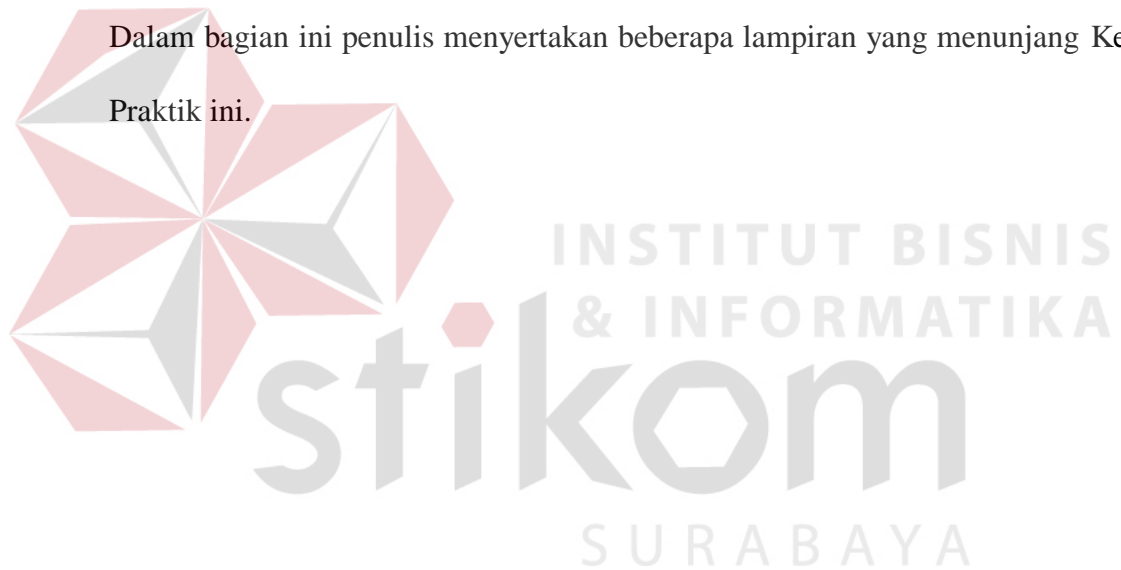 Dalam bagian ini penulis menyertakan beberapa lampiran yang menunjang Ke
Praktik ini.
INSTITUT BISNIS
& INFORMATIKA
stikom
SURABAYA